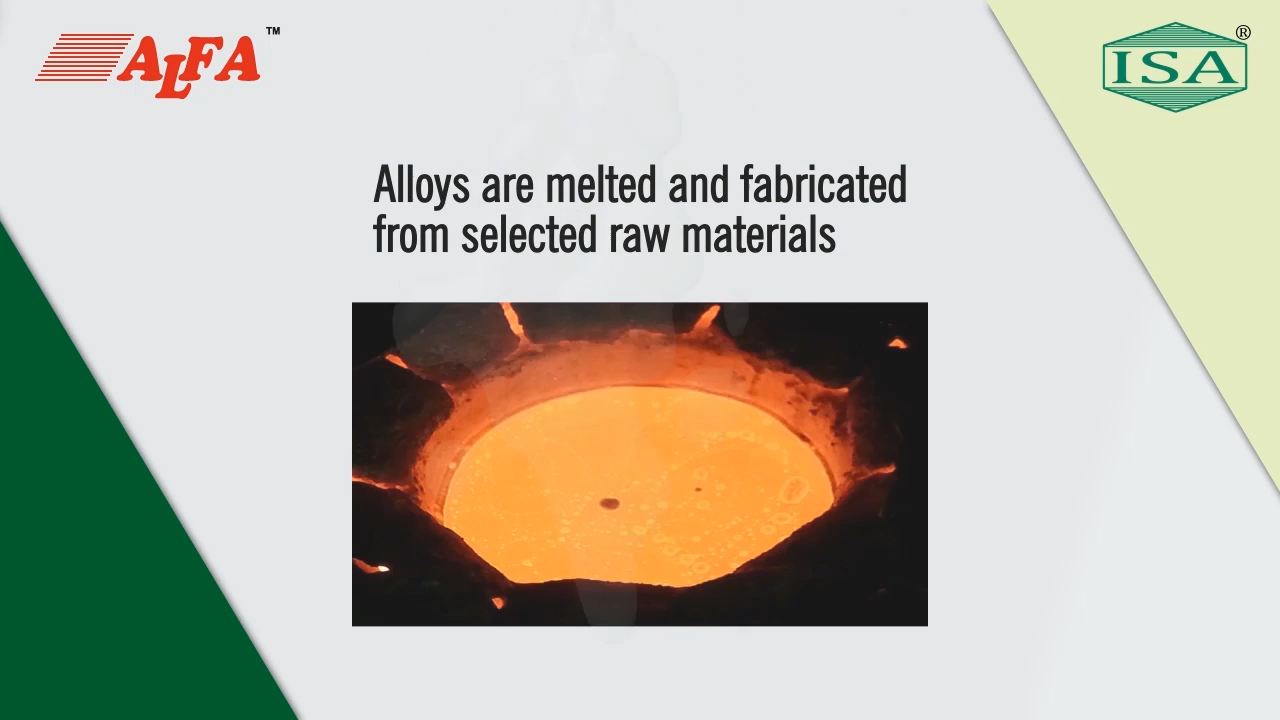 ALFA™
ISA®
Alloys are melted and fabricated
from selected raw materials